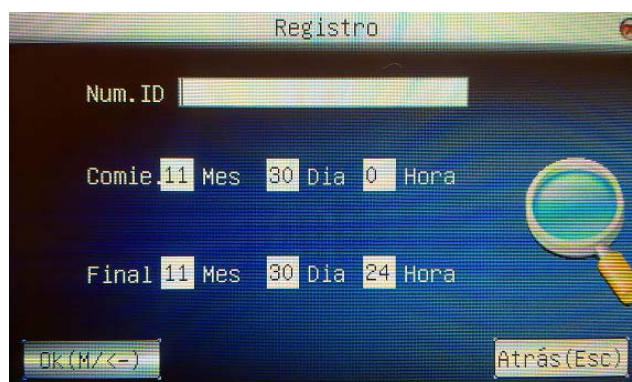 Registro
Num.ID
Comie.11 Mes 30 Dia 0 Hora
Final 11 Mes 30 Dia 24 Hora
Ok(M/<-) Atrás(Esc)